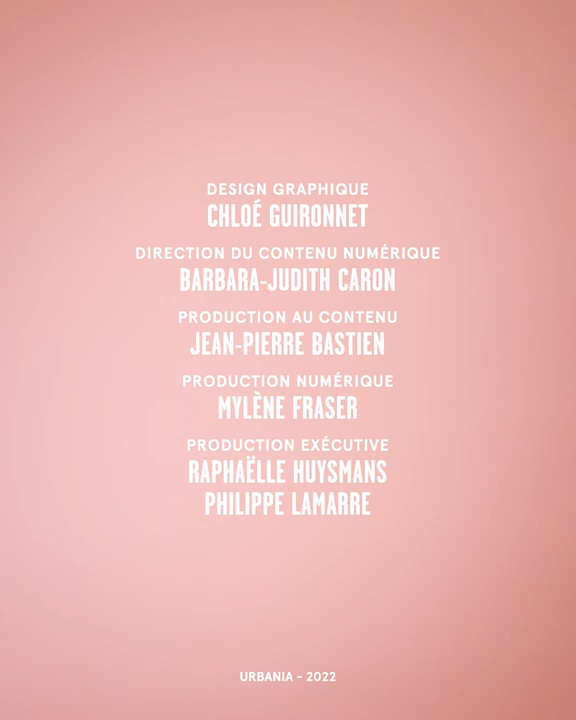 DESIGN GRAPHIQUE
CHLOÉ GUIRONNET
DIRECTION DU CONTENU NUMÉRIQUE
BARBARA-JUDITH CARON
PRODUCTION AU CONTENU
JEAN-PIERRE BASTIEN
PRODUCTION NUMÉRIQUE
MYLÈNE FRASER
PRODUCTION EXÉCUTIVE
RAPHAËLLE HUYSMANS
PHILIPPE LAMARRE
URBANIA – 2022